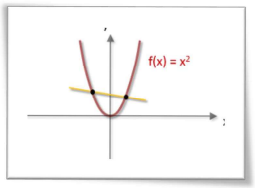 f(x) = x²